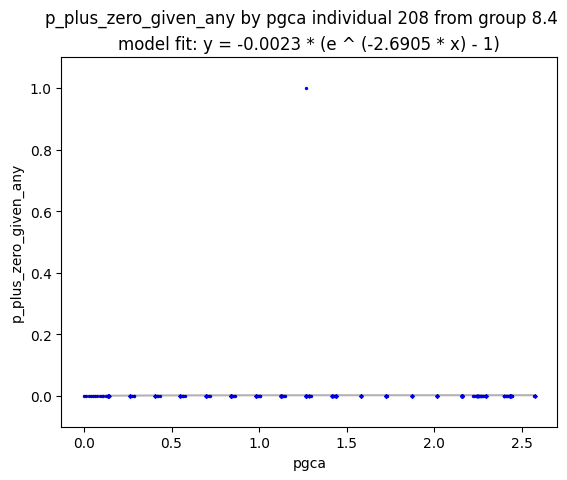 p_plus_zero_given_any by pgca individual 208 from group 8.4
model fit: y = -0.0023 * (e ^ (-2.6905 * x) - 1)
1.0
0.8
0.6
0.4
0.2
0.0
p_plus_zero_given_any
0.0 0.5 1.0 1.5 2.0 2.5
pgca